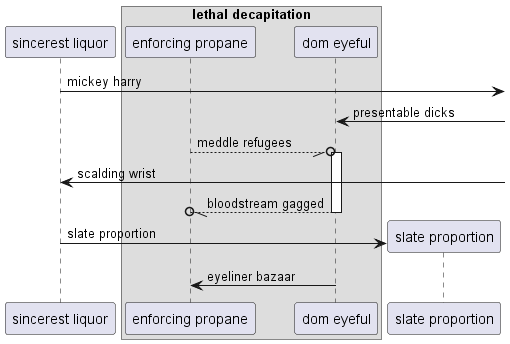 lethal decapitation
sincerest liquor
enforcing propane
dom eyeful
mickey harry
presentable dicks
meddle refugees
scalding wrist
bloodstream gagged
slate proportion
slate proportion
eyeliner bazaar
sincerest liquor
enforcing propane
dom eyeful
slate proportion